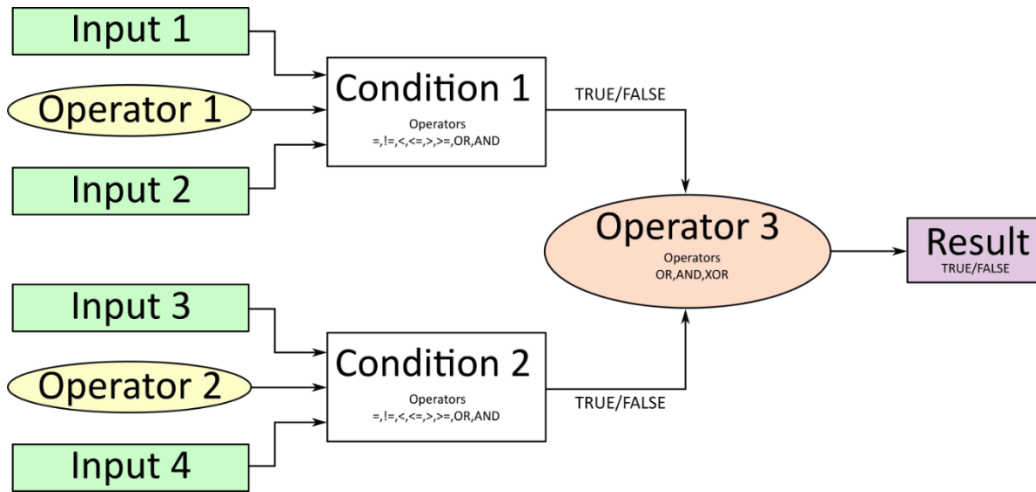 Input 1
Operator 1
Input 2
Condition 1
Operators
=,!=,<,<=,>,>=,OR,AND
TRUE/FALSE
Input 3
Operator 2
Input 4
Condition 2
Operators
=,!=,<,<=,>,>=,OR,AND
TRUE/FALSE
Operator 3
Operators
OR,AND,XOR
Result
TRUE/FALSE